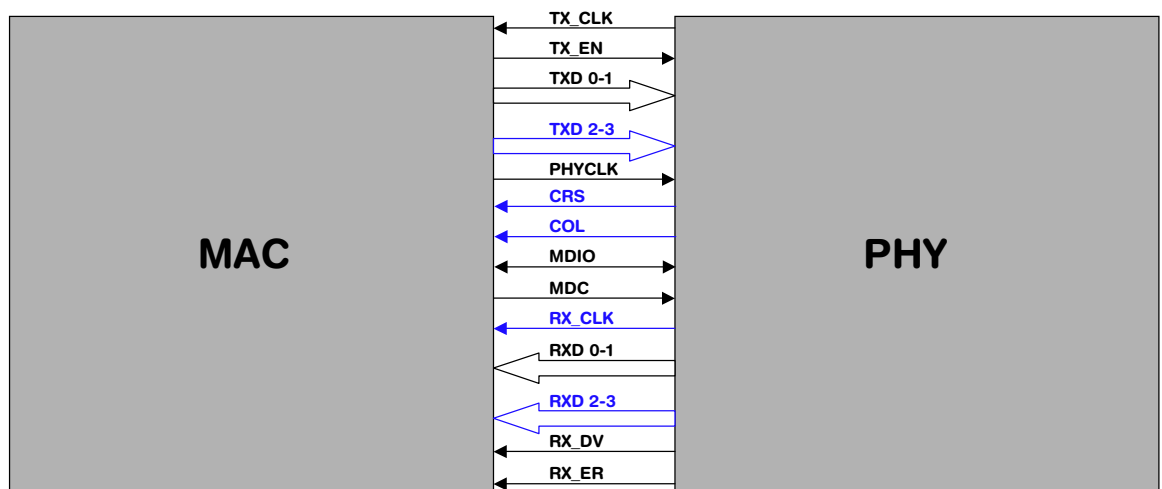 TX_CLK
TX_EN
TXD 0-1
TXD 2-3
PHYCLK
CRS
COL
MAC
PHY
MDIO
MDC
RX_CLK
RXD 0-1
RXD 2-3
RX_DV
RX_ER